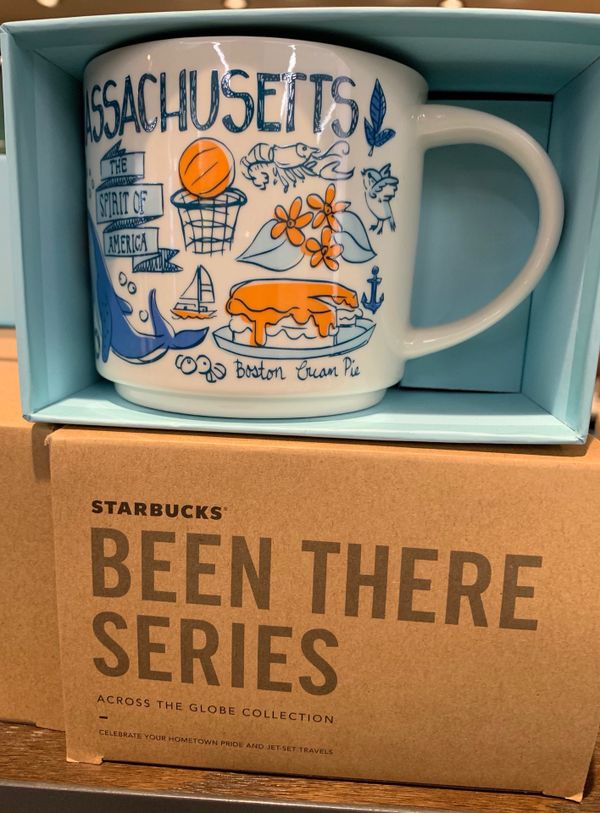 ASSACHUSETTS
THE
SPIRIT OF
AMERICA
Boston Cream Pie
STARBUCKS®
BEEN THERE
SERIES
ACROSS THE GLOBE COLLECTION
CELEBRATE YOUR HOMETOWN PRIDE AND JET-SET TRAVELS